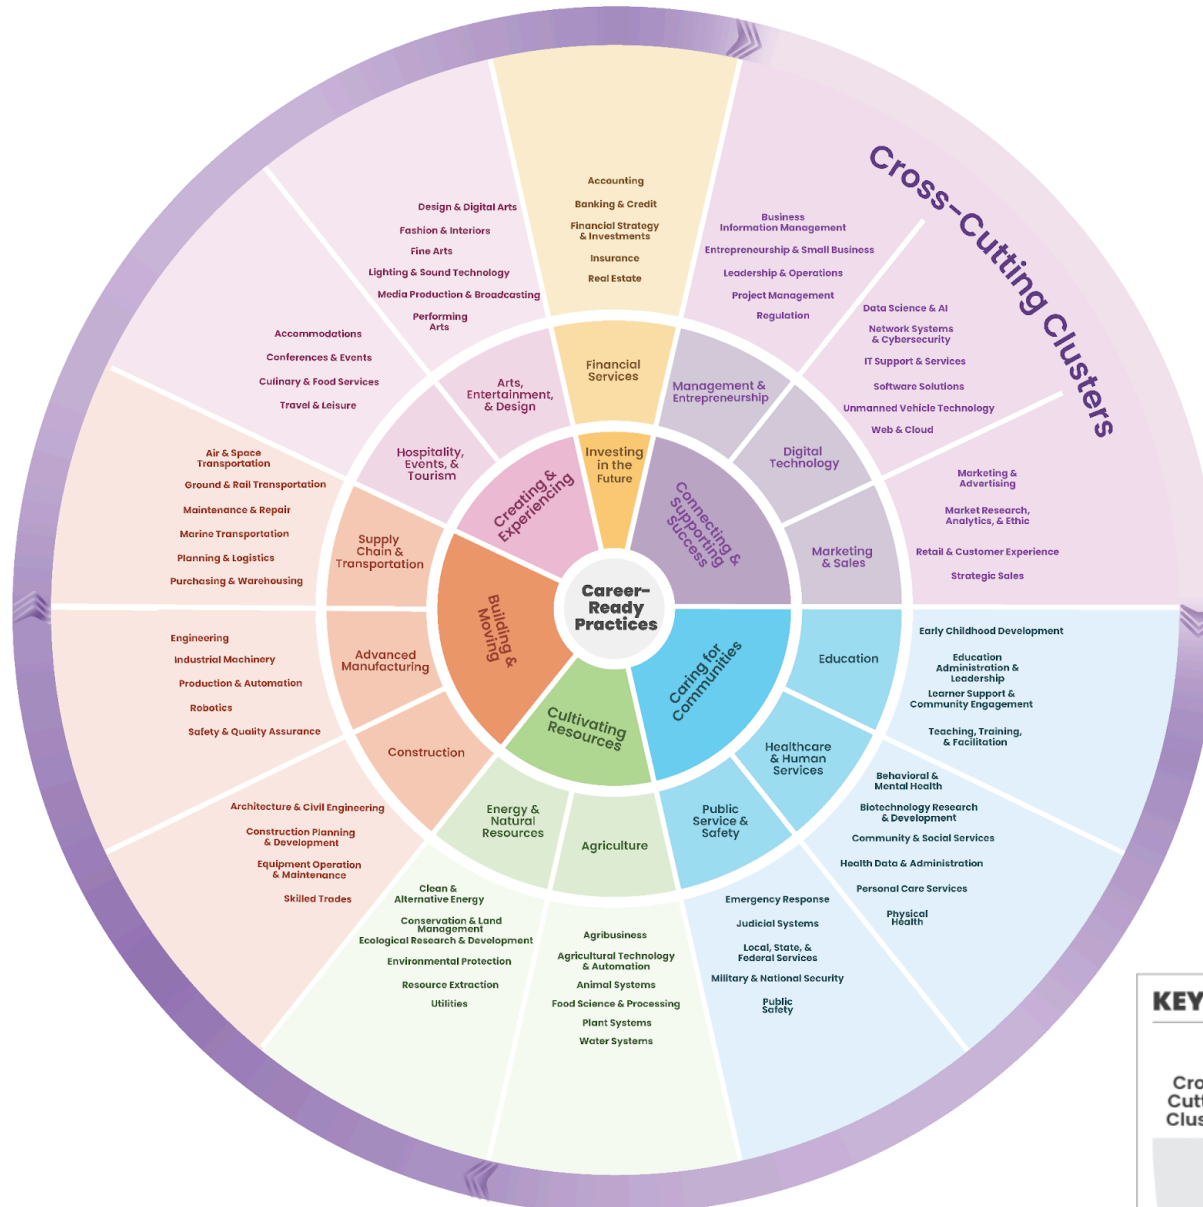 Cross-Cutting Clusters
Career-
Ready
Practices
Investing
in the
Future
Financial
Services
Accounting
Banking & Credit
Financial Strategy
& Investments
Insurance
Real Estate
Connecting &
Supporting
Success
Management &
Entrepreneurship
Business
Information Management
Entrepreneurship & Small Business
Leadership & Operations
Project Management
Regulation
Digital
Technology
Data Science & AI
Network Systems
& Cybersecurity
IT Support & Services
Software Solutions
Unmanned Vehicle Technology
Web & Cloud
Marketing
& Sales
Marketing &
Advertising
Market Research,
Analytics, & Ethic
Retail & Customer Experience
Strategic Sales
Caring for
Communities
Education
Early Childhood Development
Education
Administration &
Leadership
Learner Support &
Community Engagement
Teaching, Training,
& Facilitation
Healthcare
& Human
Services
Behavioral &
Mental Health
Biotechnology Research
& Development
Community & Social Services
Health Data & Administration
Personal Care Services
Physical
Health
Public
Service &
Safety
Emergency Response
Judicial Systems
Local, State, &
Federal Services
Military & National Security
Public
Safety
Cultivating
Resources
Agriculture
Agribusiness
Agricultural Technology
& Automation
Animal Systems
Food Science & Processing
Plant Systems
Water Systems
Energy &
Natural
Resources
Clean &
Alternative Energy
Conservation & Land
Management
Ecological Research & Development
Environmental Protection
Resource Extraction
Utilities
Building &
Moving
Construction
Architecture & Civil Engineering
Construction Planning
& Development
Equipment Operation
& Maintenance
Skilled Trades
Advanced
Manufacturing
Engineering
Industrial Machinery
Production & Automation
Robotics
Safety & Quality Assurance
Supply
Chain &
Transportation
Air & Space
Transportation
Ground & Rail Transportation
Maintenance & Repair
Marine Transportation
Planning & Logistics
Purchasing & Warehousing
Creating &
Experiencing
Hospitality,
Events, &
Tourism
Accommodations
Conferences & Events
Culinary & Food Services
Travel & Leisure
Arts,
Entertainment,
& Design
Design & Digital Arts
Fashion & Interiors
Fine Arts
Lighting & Sound Technology
Media Production & Broadcasting
Performing
Arts
KEY
Cro
Cutt
Clus